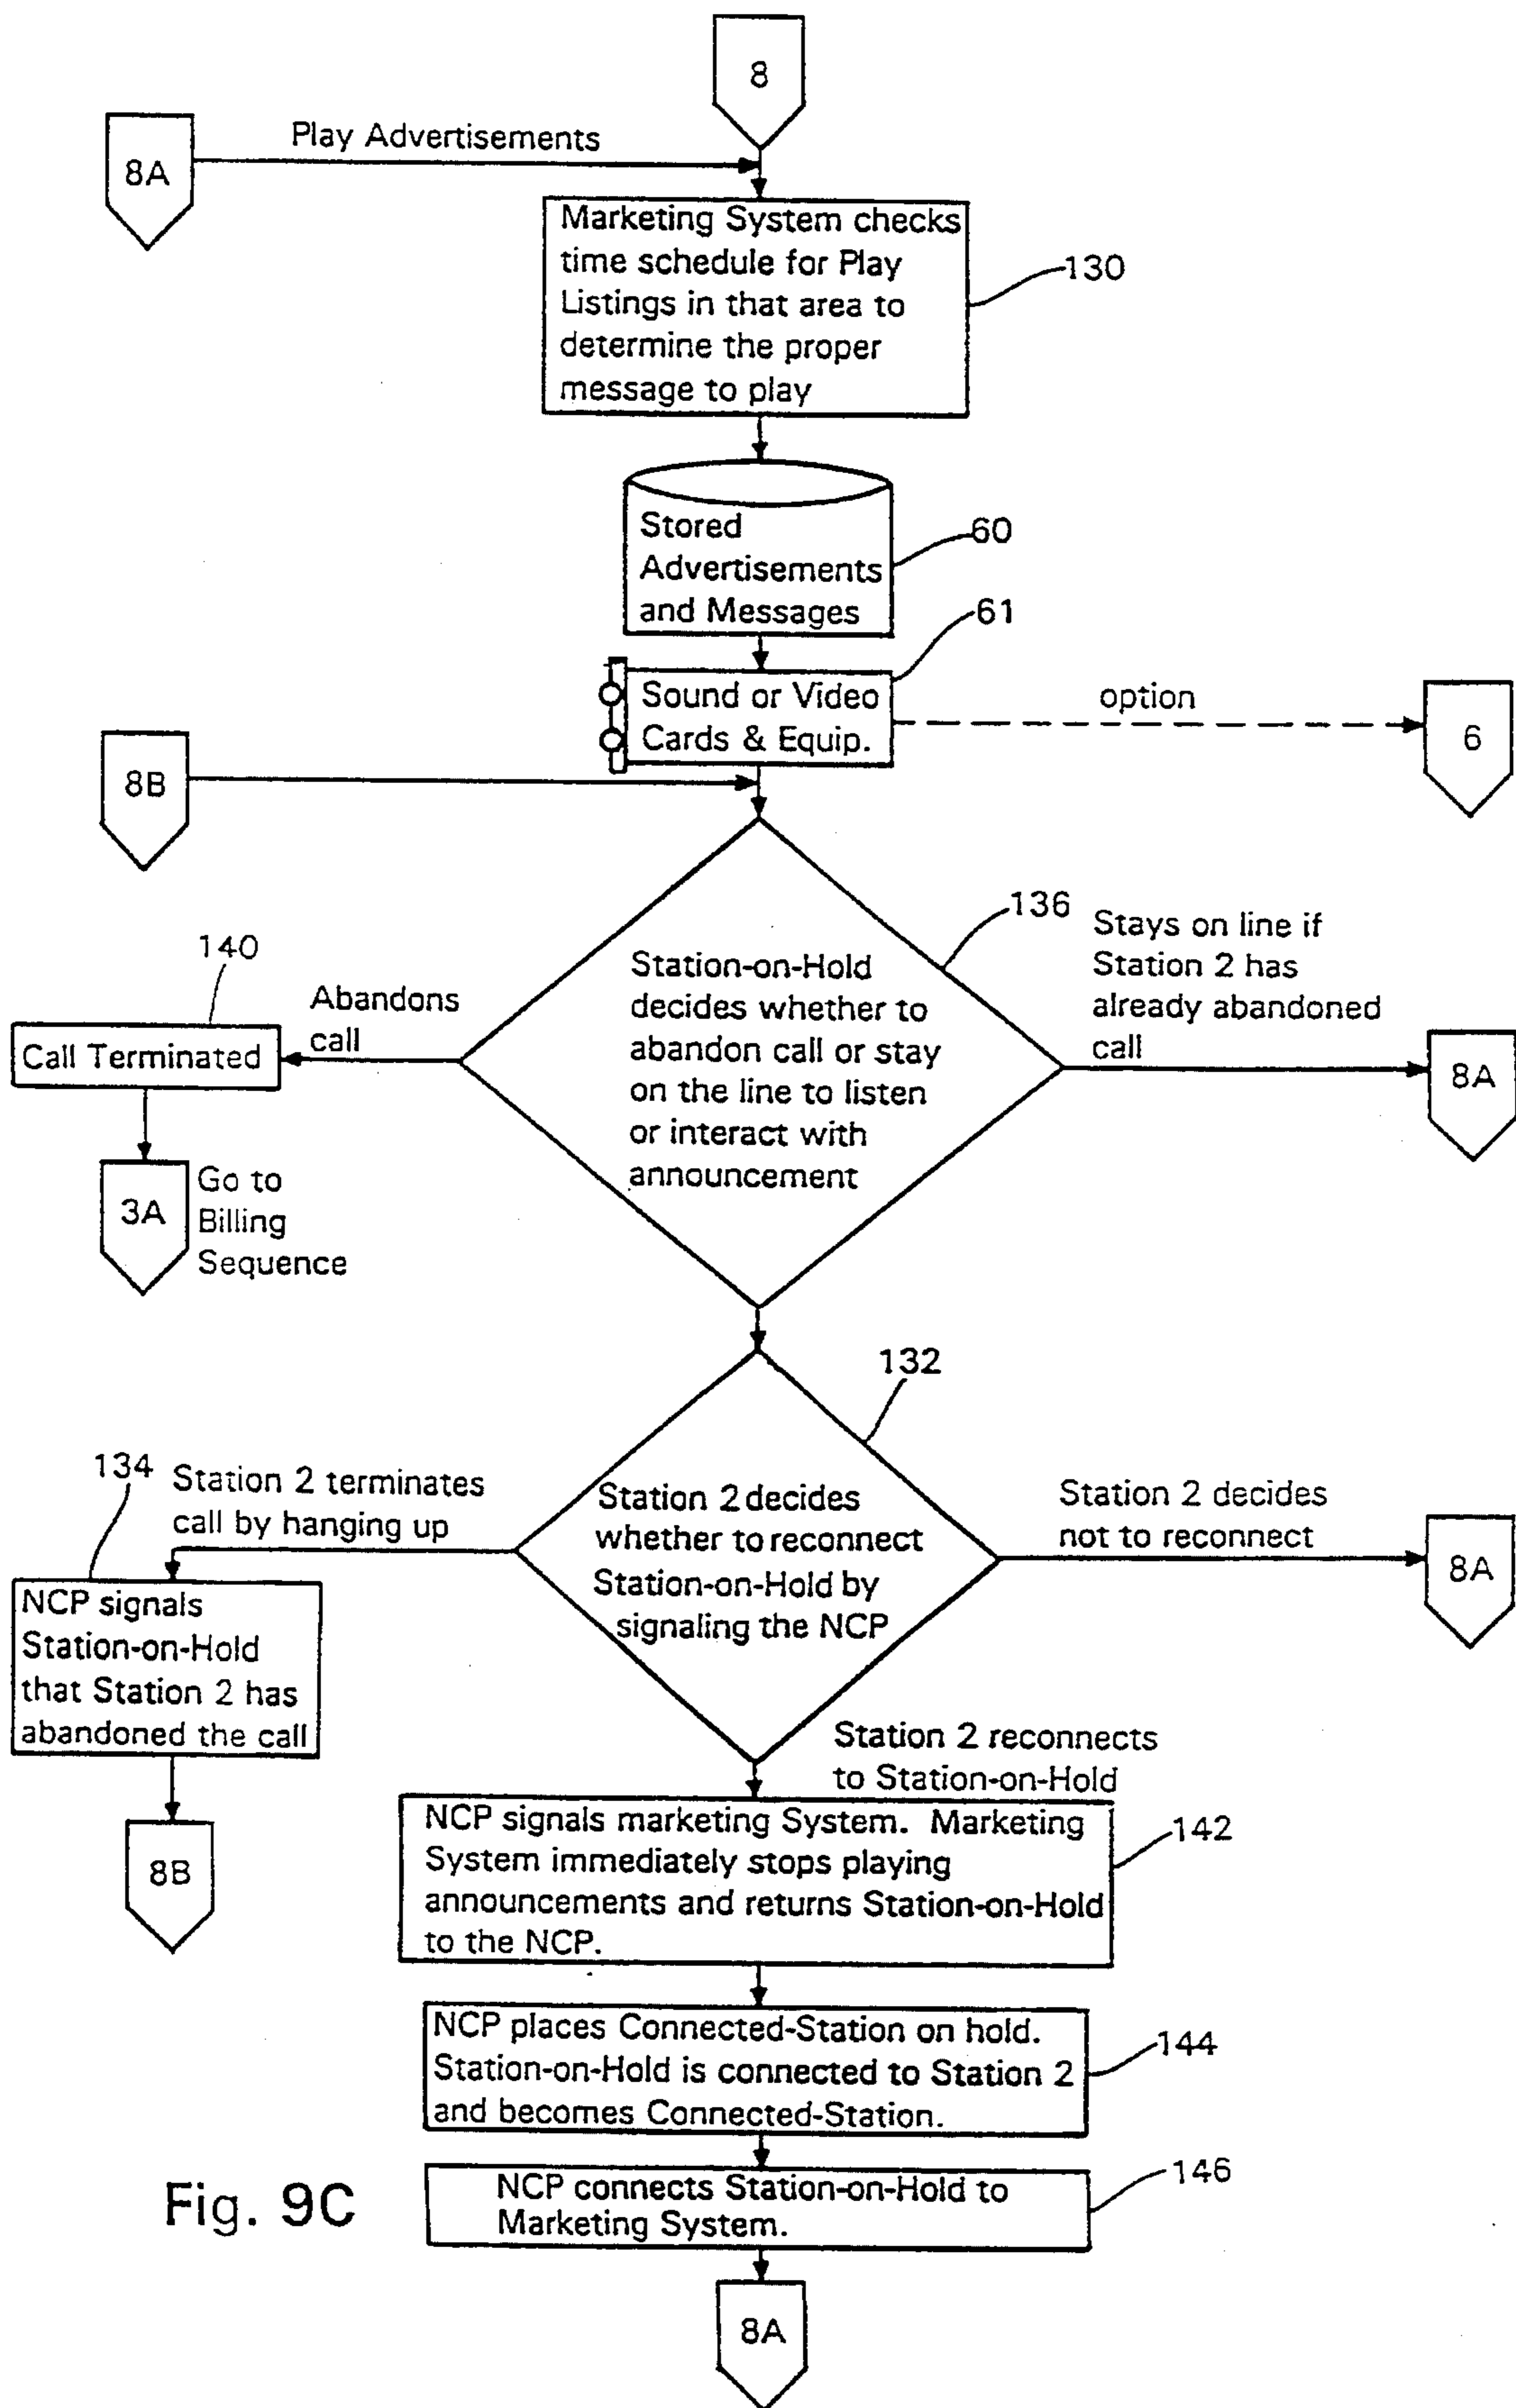 8
8A
Play Advertisements
Marketing System checks
time schedule for Play
Listings in that area to
determine the proper
message to play
130
Stored
Advertisements
and Messages
60
61
Sound or Video
Cards & Equip.
option
6
8B
136
Stays on line if
Station 2 has
already abandoned
call
8A
Station-on-Hold
decides whether to
abandon call or stay
on the line to listen
or interact with
announcement
140
Abandons
call
Call Terminated
3A
Go to
Billing
Sequence
132
134
Station 2 terminates
call by hanging up
Station 2 decides
whether to reconnect
Station-on-Hold by
signaling the NCP
Station 2 decides
not to reconnect
8A
NCP signals
Station-on-Hold
that Station 2 has
abandoned the call
8B
Station 2 reconnects
to Station-on-Hold
NCP signals marketing System. Marketing
System immediately stops playing
announcements and returns Station-on-Hold
to the NCP.
142
NCP places Connected-Station on hold.
Station-on-Hold is connected to Station 2
and becomes Connected-Station.
144
NCP connects Station-on-Hold to
Marketing System.
146
Fig. 9C
8A